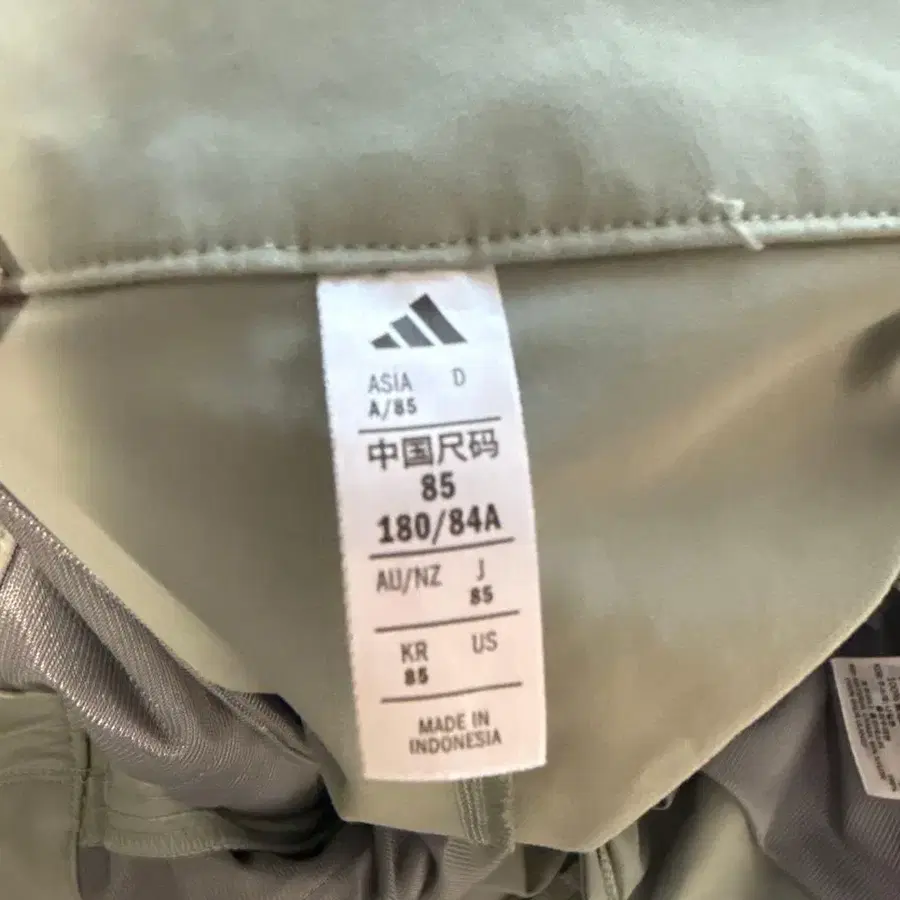 ASIA D
A/85
中国尺码
85
180/84A
AU/NZ J
85
KR US
85
MADE IN
INDONESIA